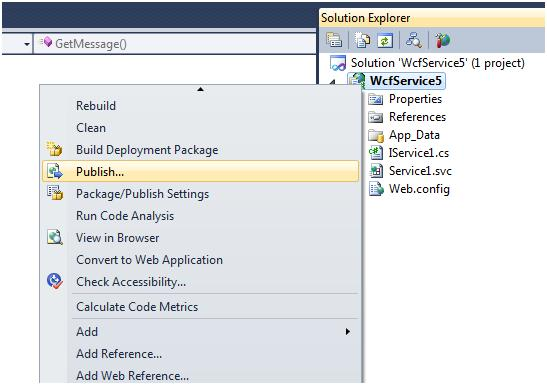 Solution Explorer
GetMessage()
Solution 'WcfService5' (1 project)
WcfService5
Properties
References
App_Data
IService1.cs
Service1.svc
Web.config
Rebuild
Clean
Build Deployment Package
Publish...
Package/Publish Settings
Run Code Analysis
View in Browser
Convert to Web Application
Check Accessibility...
Calculate Code Metrics
Add
Add Reference...
Add Web Reference...